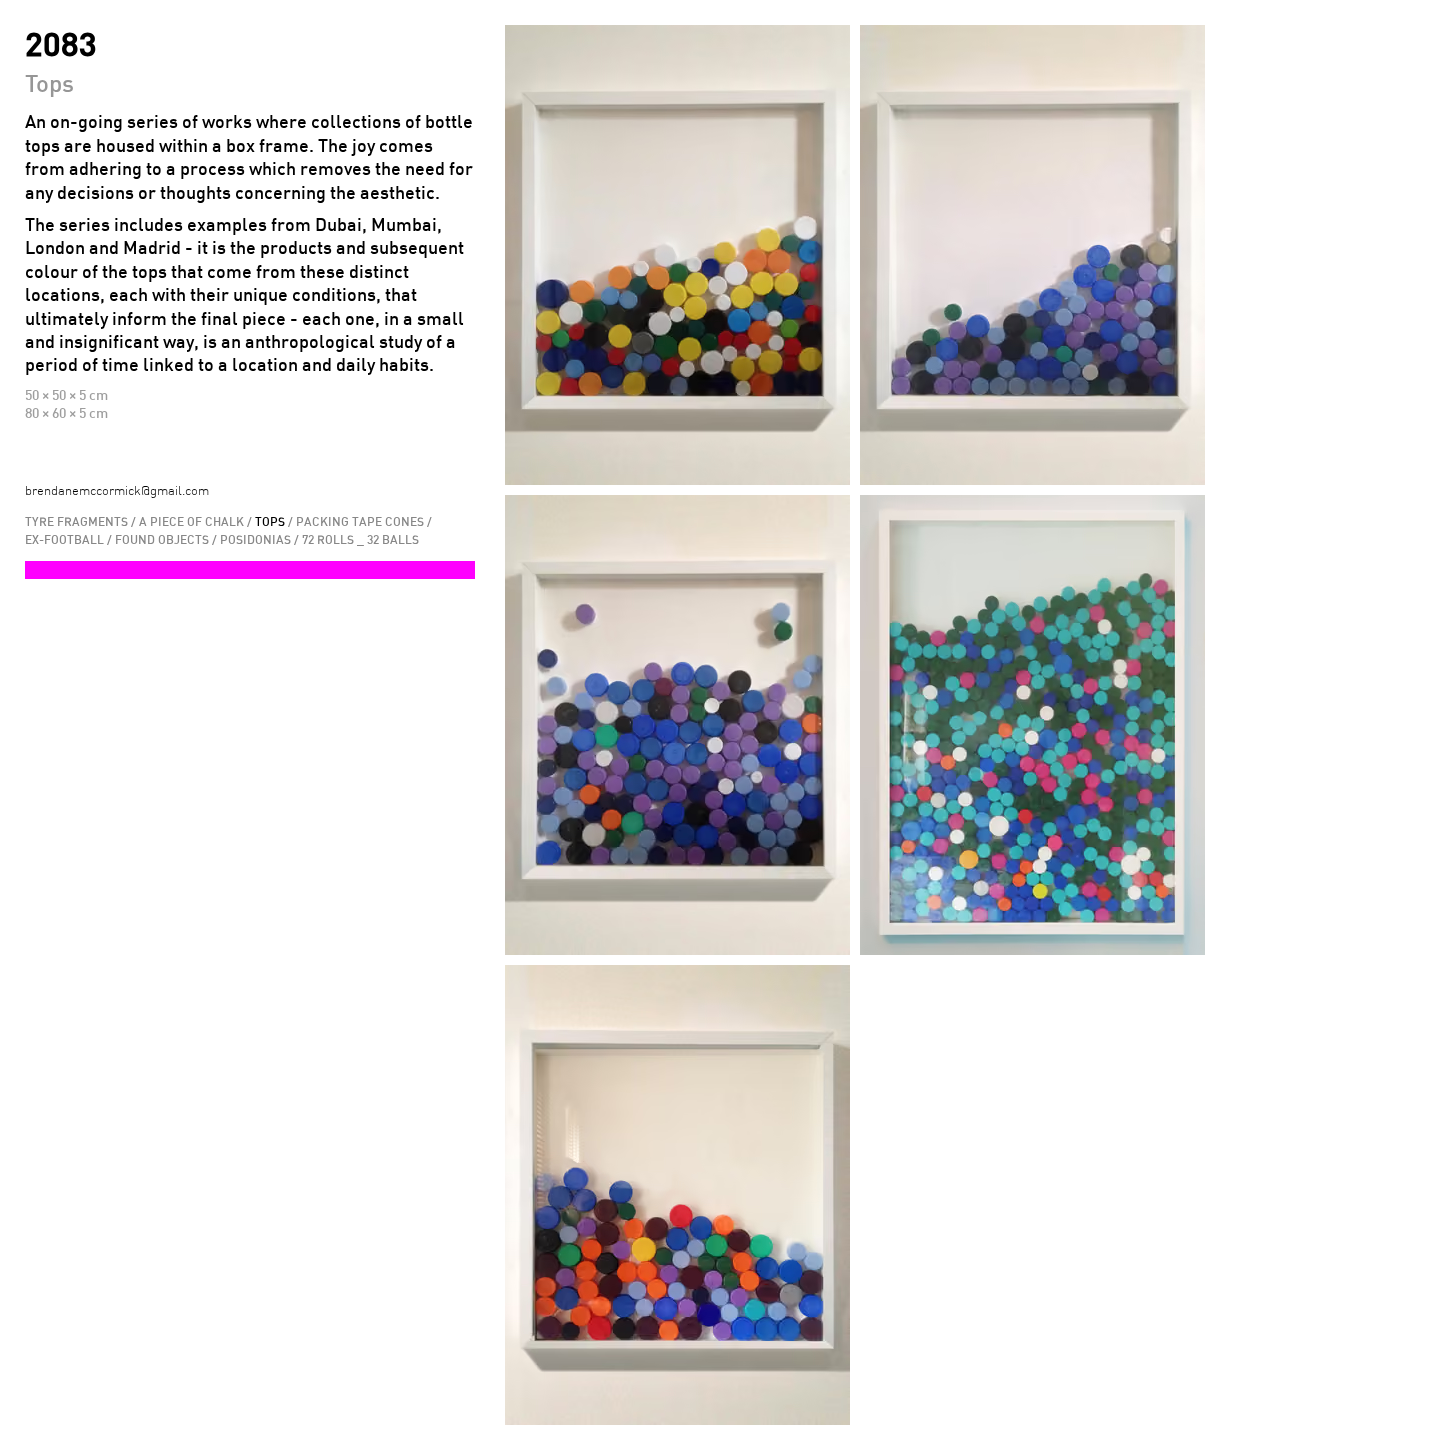 2083
Tops
An on-going series of works where collections of bottle
tops are housed within a box frame. The joy comes
from adhering to a process which removes the need for
any decisions or thoughts concerning the aesthetic.
The series includes examples from Dubai, Mumbai,
London and Madrid - it is the products and subsequent
colour of the tops that come from these distinct
locations, each with their unique conditions, that
ultimately inform the final piece - each one, in a small
and insignificant way, is an anthropological study of a
period of time linked to a location and daily habits.
50 × 50 × 5 cm
80 × 60 × 5 cm
brendanemccormick@gmail.com
TYRE FRAGMENTS / A PIECE OF CHALK / TOPS / PACKING TAPE CONES /
EX-FOOTBALL / FOUND OBJECTS / POSIDONIAS / 72 ROLLS _ 32 BALLS